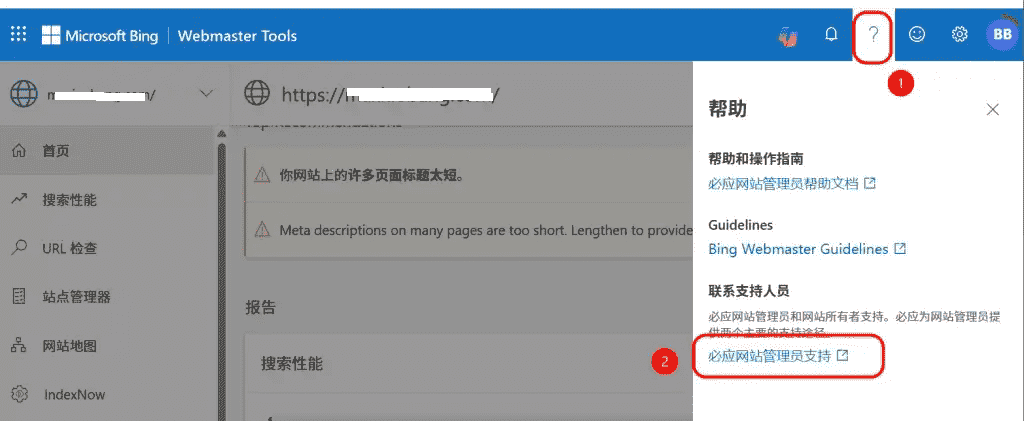 Microsoft Bing | Webmaster Tools
?
BB
1
https://
/
首页
搜索性能
URL 检查
站点管理器
网站地图
IndexNow
你网站上的许多页面标题太短。
Meta descriptions on many pages are too short. Lengthen to provide
报告
搜索性能
帮助
帮助和操作指南
必应网站管理员帮助文档
Guidelines
Bing Webmaster Guidelines
联系支持人员
必应网站管理员和网站所有者支持。必应为网站管理员提
供两个主要的支持途径。
2
必应网站管理员支持